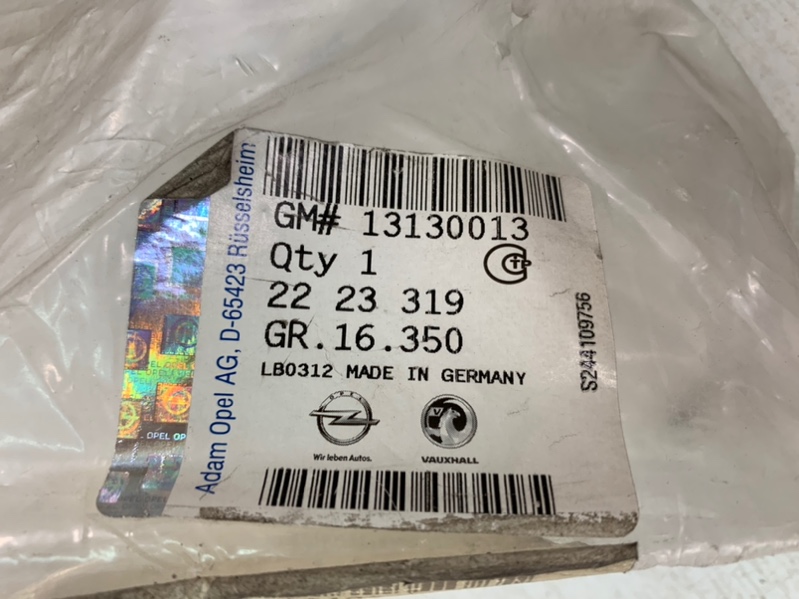 Adam Opel AG, D-65423 Rüsselsheim
GM# 13130013
Qty 1
22 23 319
GR.16.350
LB0312 MADE IN GERMANY
S244109756
OPEL
Wir leben Autos.
VAUXHALL
OPEL OP